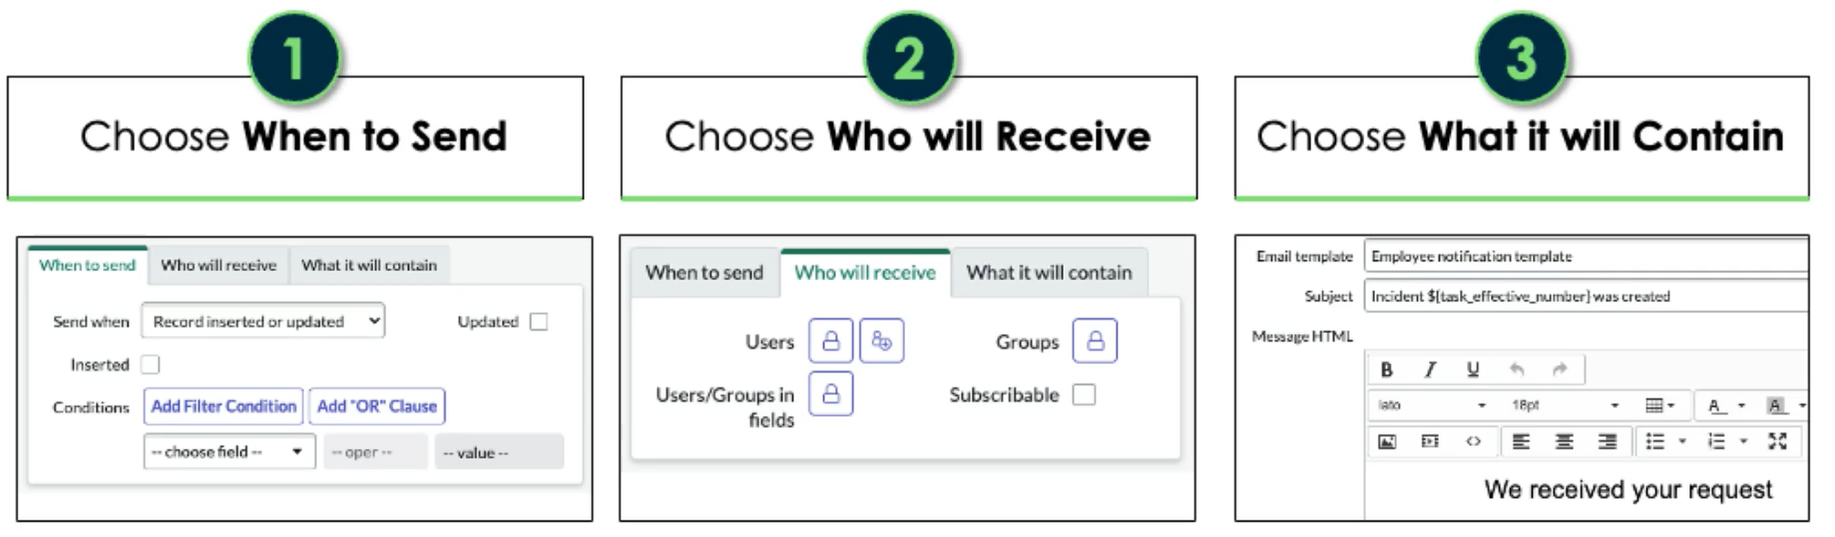 1
Choose When to Send
2
Choose Who will Receive
3
Choose What it will Contain
When to send
Who will receive
What it will contain
Send when
Record inserted or updated
Updated
Inserted
Conditions
Add Filter Condition
Add "OR" Clause
-- choose field --
-- oper --
-- value --
When to send
Who will receive
What it will contain
Users
Groups
Users/Groups in
fields
Subscribable
Email template
Employee notification template
Subject
Incident ${task_effective_number} was created
Message HTML
B I U
lato
18pt
A
A
We received your request